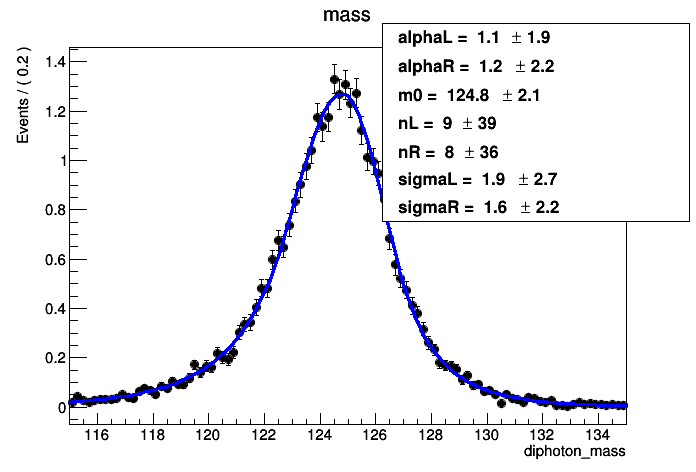 mass
alphaL = 1.1 ± 1.9
alphaR = 1.2 ± 2.2
m0 = 124.8 ± 2.1
nL = 9 ± 39
nR = 8 ± 36
sigmaL = 1.9 ± 2.7
sigmaR = 1.6 ± 2.2
Events / ( 0.2 )
1.4
1.2
1
0.8
0.6
0.4
0.2
0
116 118 120 122 124 126 128 130 132 134
diphoton_mass